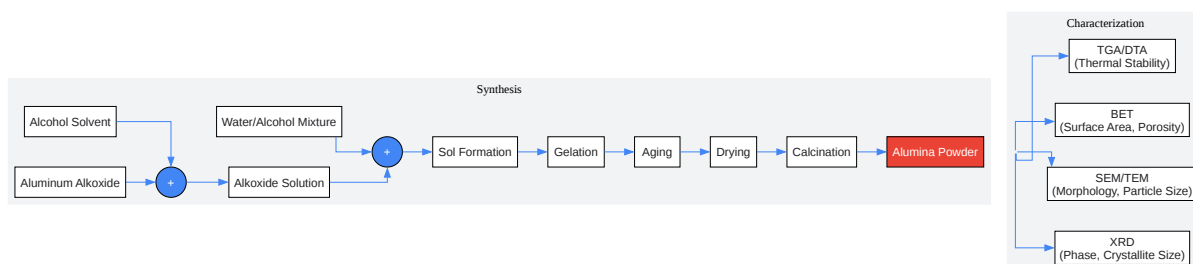 Synthesis
Alcohol Solvent
Water/Alcohol Mixture
Aluminum Alkoxide
+
Alkoxide Solution
+
Sol Formation
Gelation
Aging
Drying
Calcination
Alumina Powder
Characterization
TGA/DTA
(Thermal Stability)
BET
(Surface Area, Porosity)
SEM/TEM
(Morphology, Particle Size)
XRD
(Phase, Crystallite Size)